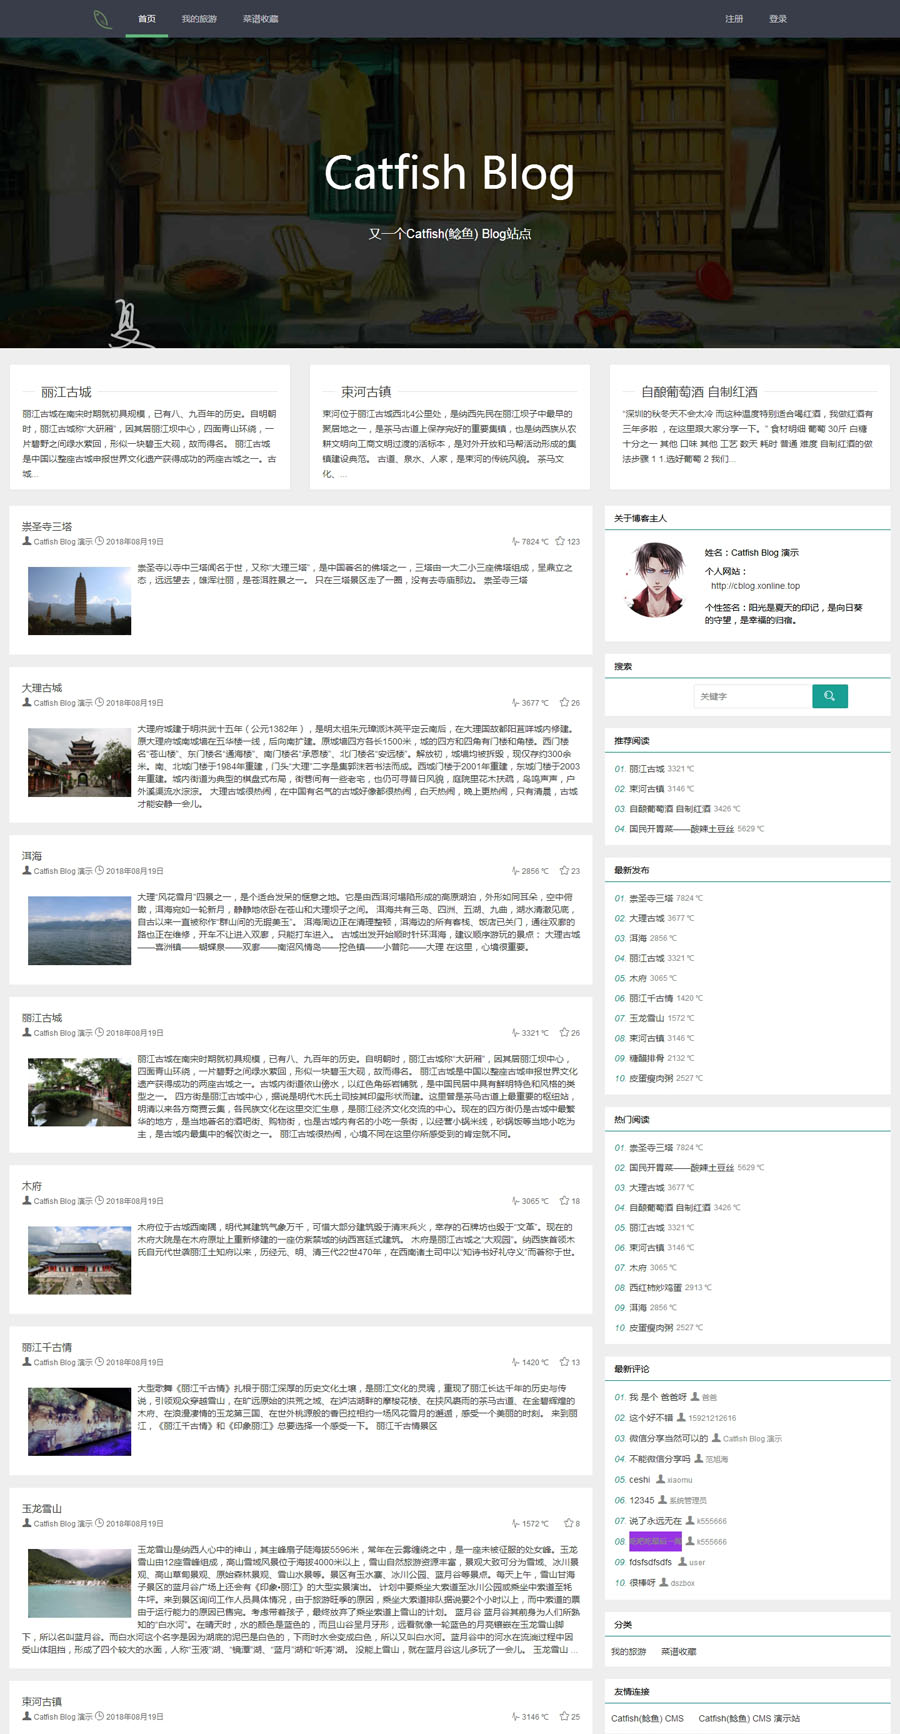 首页 我的旅游 菜谱收藏 注册 登录
Catfish Blog
又一个Catfish(鲶鱼) Blog站点
丽江古城
丽江古城在南宋时期就初具规模，已有八、九百年的历史。自明朝
时，丽江古城称“大研厢”，因其居丽江坝中心，四面青山环绕，一
片碧野之间绿水萦回，形似一块碧玉大砚，故而得名。 丽江古城
是中国以整座古城申报世界文化遗产获得成功的两座古城之一。古
城...
束河古镇
束河位于丽江古城西北4公里处，是纳西先民在丽江坝子中最早的
聚居地之一，是茶马古道上保存完好的重要集镇，也是纳西族从农
耕文明向工商文明过渡的活标本，是对外开放和马帮活动形成的集
镇建设典范。 古道、泉水、人家，是束河的传统风貌。 茶马文
化、...
自酿葡萄酒 自制红酒
“深圳的秋冬天不会太冷 而这种温度特别适合喝红酒，我做红酒有
三年多啦 ，在这里跟大家分享一下。” 食材明细 葡萄 30斤 白糖
十分之一 其他 口味 其他 工艺 数天 耗时 普通 难度 自制红酒的做
法步骤 1 1.选好葡萄 2 我们...
崇圣寺三塔
Catfish Blog 演示 2018年08月19日 7824 ℃ 123
崇圣寺以寺中三塔闻名于世，又称“大理三塔”，是中国著名的佛塔之一，三塔由一大二小三座佛塔组成，呈鼎立之
态，远远望去，雄浑壮丽，是苍洱胜景之一。 只在三塔景区走了一圈，没有去寺庙那边。 崇圣寺三塔
大理古城
Catfish Blog 演示 2018年08月19日 3677 ℃ 26
大理府城建于明洪武十五年（公元1382年），是明太祖朱元璋派沐英平定云南后，在大理国故都阳苴咩城内修建。
原大理府城南城墙在五华楼一线，后向南扩建。原城墙四方各长1500米，城的四方和四角有门楼和角楼。西门楼
名“苍山楼”、东门楼名“通海楼”、南门楼名“承恩楼”、北门楼名“安远楼”。解放初，城墙均被拆毁，现仅存约300余
米。南、北城门楼于1984年重建，门头“大理”二字是集郭沫若书法而成。西城门楼于2001年重建，东城门楼于2003
年重建。城内街道为典型的棋盘式布局，街巷间有一些老宅，也仍可寻昔日风貌，庭院里花木扶疏，鸟鸣声声，户
外溪渠流水淙淙。 大理古城很热闹，在中国有名气的古城好像都很热闹，白天热闹，晚上更热闹，只有清晨，古城
才能安静一会儿。
洱海
Catfish Blog 演示 2018年08月19日 2856 ℃ 23
大理“风花雪月”四景之一，是个适合发呆的惬意之地。它是由西洱河塌陷形成的高原湖泊，外形如同耳朵，空中俯
瞰，洱海宛如一轮新月，静静地依卧在苍山和大理坝子之间。 洱海共有三岛、四洲、五湖、九曲，湖水清澈见底，
自古以来一直被称作“群山间的无瑕美玉”。 洱海周边正在清理整顿，洱海边的所有客栈、饭店已关门，通往双廊的
路也正在维修，开车不让进入双廊，只能打车进入。 古城出发开始顺时针环洱海，建议顺序游玩的景点： 大理古城
——喜洲镇——蝴蝶泉——双廊——南诏风情岛——挖色镇——小普陀——大理 在这里，心境很重要。
丽江古城
Catfish Blog 演示 2018年08月19日 3321 ℃ 26
丽江古城在南宋时期就初具规模，已有八、九百年的历史。自明朝时，丽江古城称“大研厢”，因其居丽江坝中心，
四面青山环绕，一片碧野之间绿水萦回，形似一块碧玉大砚，故而得名。 丽江古城是中国以整座古城申报世界文化
遗产获得成功的两座古城之一。古城内街道依山傍水，以红色角砾岩铺就，是中国民居中具有鲜明特色和风格的类
型之一。 四方街是丽江古城中心，据说是明代木氏土司按其印玺形状而建。这里曾是茶马古道上最重要的枢纽站，
明清以来各方商贾云集，各民族文化在这里交汇生息，是丽江经济文化交流的中心。现在的四方街仍是古城中最繁
华的地方，是当地著名的酒吧街、购物街，也是古城内有名的小吃一条街，以经营小锅米线，砂锅饭等当地小吃为
主，是古城内最集中的餐饮街之一。 丽江古城很热闹，心境不同在这里你所感受到的肯定就不同。
木府
Catfish Blog 演示 2018年08月19日 3065 ℃ 18
木府位于古城西南隅，明代其建筑气象万千，可惜大部分建筑毁于清末兵火，幸存的石牌坊也毁于“文革”。现在的
木府大院是在木府原址上重新修建的一座仿紫禁城的纳西宫廷式建筑。 木府是丽江古城之“大观园”。纳西族首领木
氏自元代世袭丽江土知府以来，历经元、明、清三代22世470年，在西南诸土司中以“知诗书好礼守义”而著称于世。
丽江千古情
Catfish Blog 演示 2018年08月19日 1420 ℃ 13
大型歌舞《丽江千古情》扎根于丽江深厚的历史文化土壤，是丽江文化的灵魂，重现了丽江长达千年的历史与传
说，引领观众穿越雪山，在旷远原始的洪荒之域、在泸沽湖畔的摩梭花楼、在挟风裹雨的茶马古道、在金碧辉煌的
木府、在浪漫凄情的玉龙第三国、在世外桃源般的香巴拉相约一场风花雪月的邂逅，感受一个美丽的时刻。 来到丽
江，《丽江千古情》和《印象丽江》总要选择一个感受一下。 丽江千古情景区
玉龙雪山
Catfish Blog 演示 2018年08月19日 1572 ℃ 8
玉龙雪山是纳西人心中的神山，其主峰扇子陡海拔5596米，常年在云雾缠绕之中，是一座未被征服的处女峰。玉龙
雪山由12座雪峰组成，高山雪域风景位于海拔4000米以上，雪山自然旅游资源丰富，景观大致可分为雪域、冰川景
观、高山草甸景观、原始森林景观、雪山水景等。景区有玉水寨、冰川公园、蓝月谷等景点。每天上午，雪山甘海
子景区的蓝月谷广场上还会有《印象•丽江》的大型实景演出。 计划中要乘坐大索道至冰川公园或乘坐中索道至牦
牛坪。来到景区询问工作人员具体情况，由于旅游旺季的原因，乘坐大索道排队据说要2个小时以上，而中索道的票
由于运行能力的原因已售完。考虑带着孩子，最终放弃了乘坐索道上雪山的计划。 蓝月谷 蓝月谷其前身为人们所熟
知的“白水河”。在晴天时，水的颜色是蓝色的，而且山谷呈月牙形，远看就像一轮蓝色的月亮镶嵌在玉龙雪山脚
下，所以名叫蓝月谷。而白水河这个名字是因为湖底的泥巴是白色的，下雨时水会变成白色，所以又叫白水河。蓝月谷中的河水在流淌过程中因
受山体阻挡，形成了四个较大的水面，人称“玉液”湖、“镜潭”湖、“蓝月”湖和“听涛”湖。 没能上雪山，就在蓝月谷这儿多玩了一会儿。 玉龙雪山 ...
束河古镇
Catfish Blog 演示 2018年08月19日 3146 ℃ 25
关于博客主人
姓名：Catfish Blog 演示
个人网站：
http://cblog.xonline.top
个性签名：阳光是夏天的印记，是向日葵
的守望，是幸福的归宿。
搜索
关键字
推荐阅读
01. 丽江古城 3321 ℃
02. 束河古镇 3146 ℃
03. 自酿葡萄酒 自制红酒 3426 ℃
04. 国民开胃菜——酸辣土豆丝 5629 ℃
最新发布
01. 崇圣寺三塔 7824 ℃
02. 大理古城 3677 ℃
03. 洱海 2856 ℃
04. 丽江古城 3321 ℃
05. 木府 3065 ℃
06. 丽江千古情 1420 ℃
07. 玉龙雪山 1572 ℃
08. 束河古镇 3146 ℃
09. 糖醋排骨 2132 ℃
10. 皮蛋瘦肉粥 2527 ℃
热门阅读
01. 崇圣寺三塔 7824 ℃
02. 国民开胃菜——酸辣土豆丝 5629 ℃
03. 大理古城 3677 ℃
04. 自酿葡萄酒 自制红酒 3426 ℃
05. 丽江古城 3321 ℃
06. 束河古镇 3146 ℃
07. 木府 3065 ℃
08. 西红柿炒鸡蛋 2913 ℃
09. 洱海 2856 ℃
10. 皮蛋瘦肉粥 2527 ℃
最新评论
01. 我 是个 爸爸呀 爸爸
02. 这个好不错 15921212616
03. 微信分享当然可以的 Catfish Blog 演示
04. 不能微信分享吗 范旭海
05. ceshi xiaomu
06. 12345 系统管理员
07. 说了永远无在 k555666
08. k555666
09. fdsfsdfsdfs user
10. 很棒呀 dszbox
分类
我的旅游 菜谱收藏
友情连接
Catfish(鲶鱼) CMS Catfish(鲶鱼) CMS 演示站